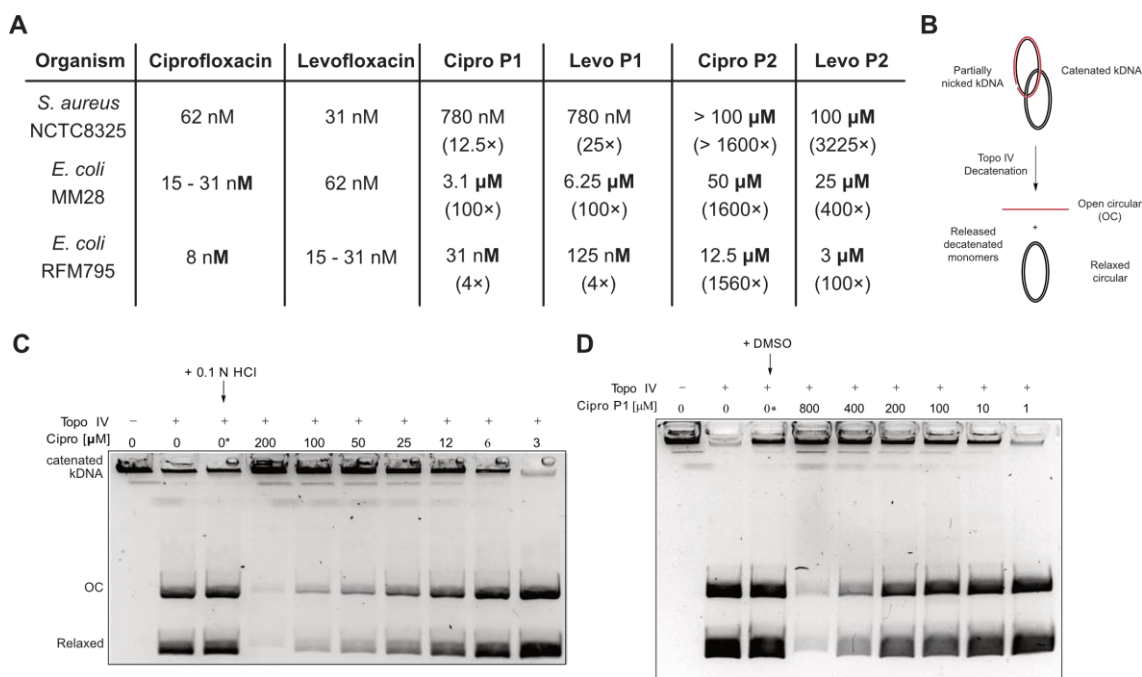 A
Organism Ciprofloxacin Levofloxacin Cipro P1 Levo P1 Cipro P2 Levo P2
S. aureus
NCTC8325
62 nM 31 nM 780 nM 780 nM > 100 µM 100 µM
(12.5×) (25×) (> 1600×) (3225×)
E. coli
MM28
15 - 31 nM 62 nM 3.1 µM 6.25 µM 50 µM 25 µM
(100×) (100×) (1600×) (400×)
E. coli
RFM795
8 nM 15 - 31 nM 31 nM 125 nM 12.5 µM 3 µM
(4×) (4×) (1560×) (100×)
B
Partially
nicked kDNA
Catenated kDNA
Topo IV
Decatenation
Open circular
(OC)
+
Released
decatenated
monomers
Relaxed
circular
C
+ 0.1 N HCl
Topo IV − + + + + + + + + +
Cipro [µM] 0 0 0* 200 100 50 25 12 6 3
catenated
kDNA
OC
Relaxed
D
+ DMSO
Topo IV − + + + + + + + +
Cipro P1 [µM] 0 0 0* 800 400 200 100 10 1